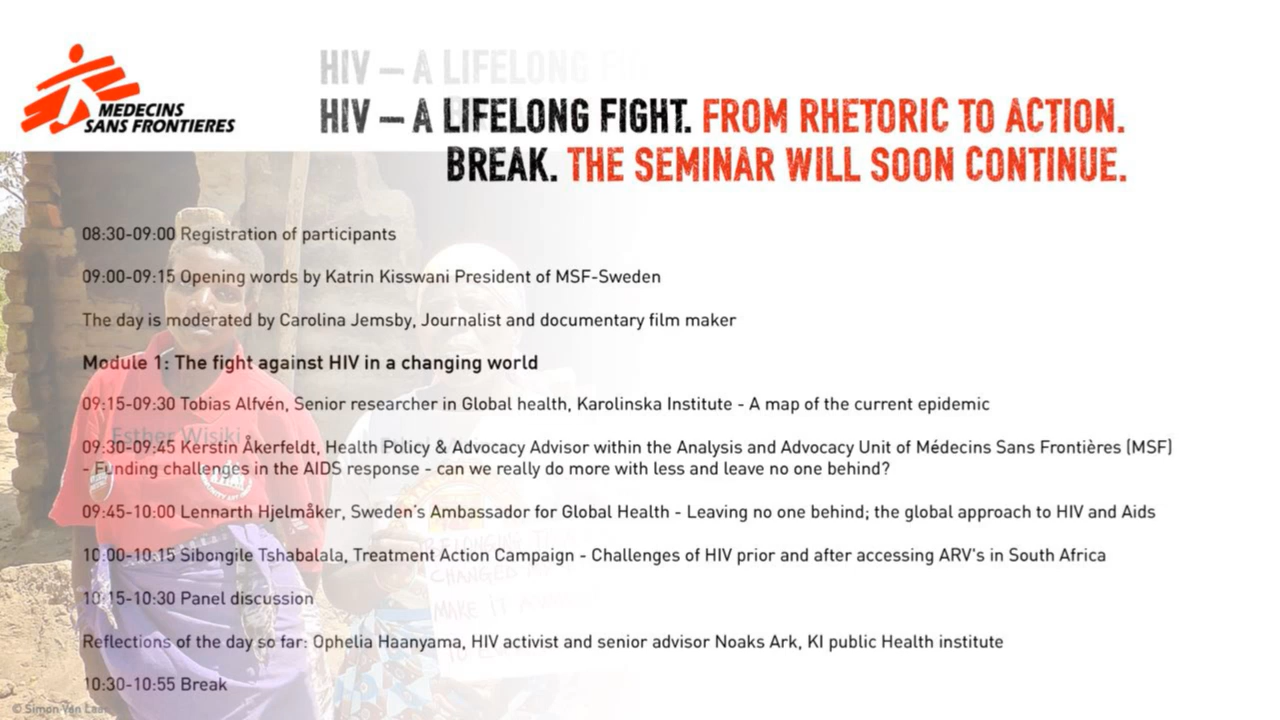 MEDECINS
SANS FRONTIERES
HIV – A LIFELONG
HIV – A LIFELONG FIGHT. FROM RHETORIC TO ACTION.
BREAK. THE SEMINAR WILL SOON CONTINUE.
08:30-09:00 Registration of participants
09:00-09:15 Opening words by Katrin Kisswani President of MSF-Sweden
The day is moderated by Carolina Jemsby, Journalist and documentary film maker
Module 1: The fight against HIV in a changing world
09:15-09:30 Tobias Alfvén, Senior researcher in Global health, Karolinska Institute - A map of the current epidemic
Esther Wisiki
09:30-09:45 Kerstin Åkerfeldt, Health Policy & Advocacy Advisor within the Analysis and Advocacy Unit of Médecins Sans Frontières (MSF)
- Funding challenges in the AIDS response - can we really do more with less and leave no one behind?
09:45-10:00 Lennarth Hjelmåker, Sweden's Ambassador for Global Health - Leaving no one behind; the global approach to HIV and Aids
10:00-10:15 Sibongile Tshabalala, Treatment Action Campaign - Challenges of HIV prior and after accessing ARV's in South Africa
CHANGED
10:15-10:30 Panel discussion
MAKE IT A
Reflections of the day so far: Ophelia Haanyama, HIV activist and senior advisor Noaks Ark, KI public Health institute
10:30-10:55 Break
© Simon Van